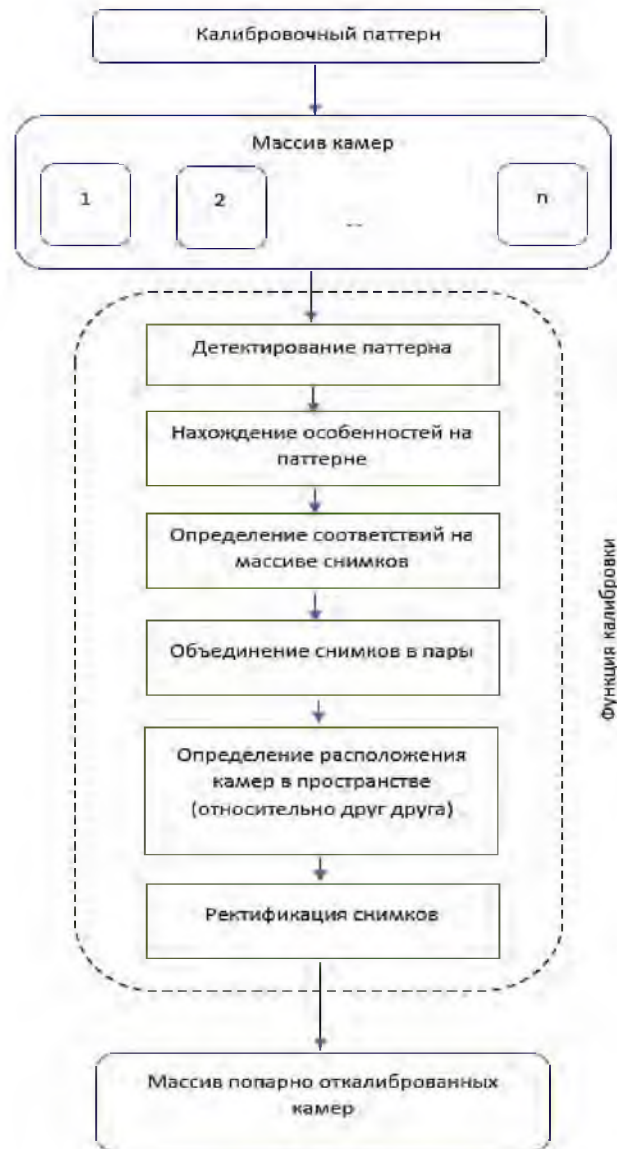 Калибровочный паттерн
Массив камер
1
2
...
n
Детектирование паттерна
Нахождение особенностей на
паттерне
Определение соответствий на
массиве снимков
Объединение снимков в пары
Определение расположения
камер в пространстве
(относительно друг друга)
Ректификация снимков
Функция калибровки
Массив попарно откалиброванных
камер